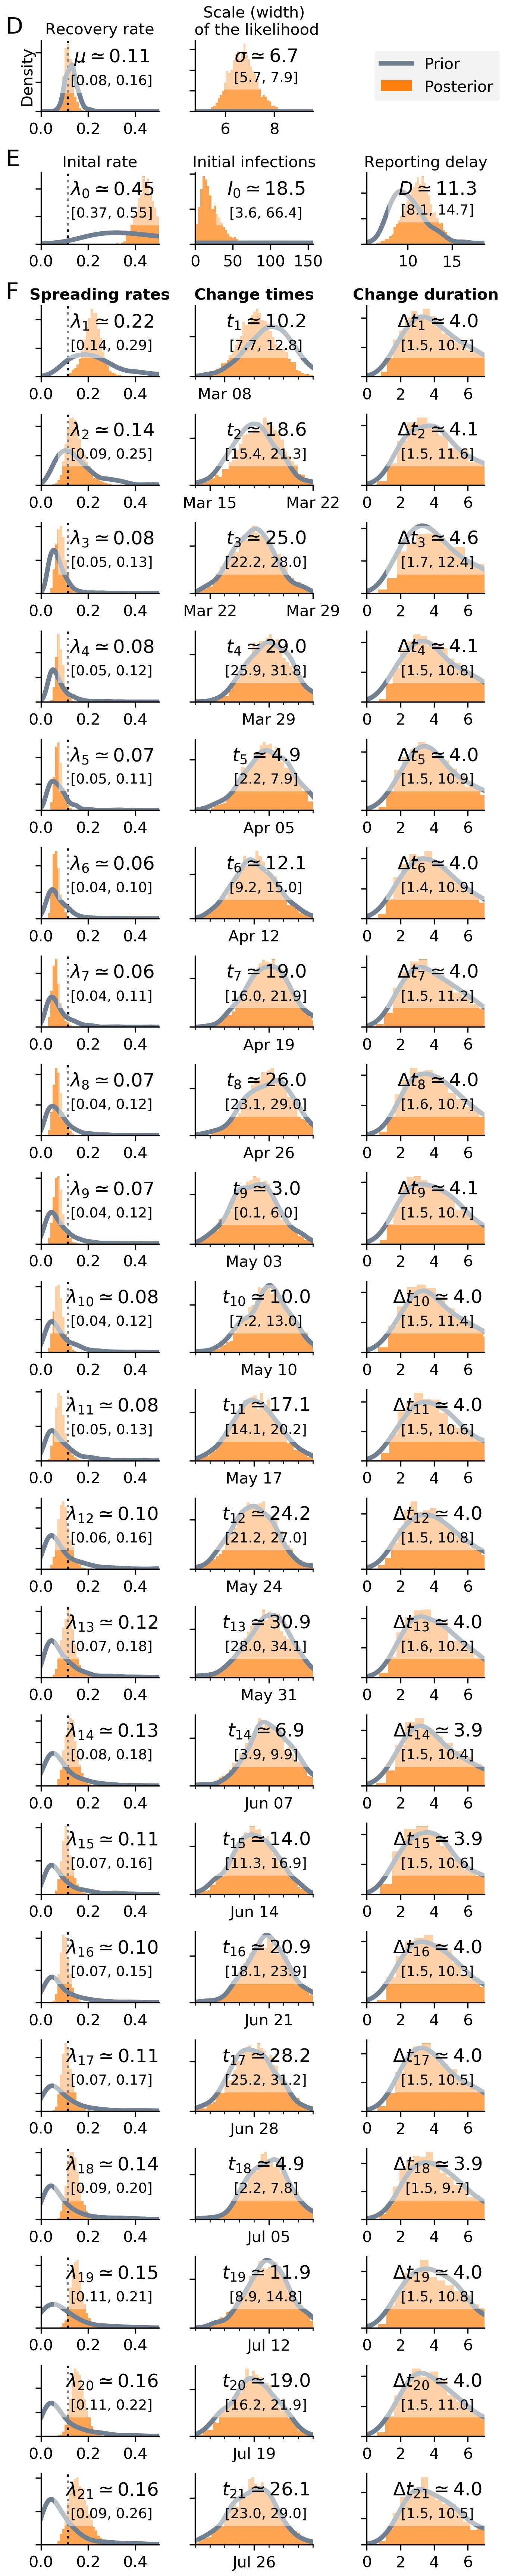 D
Recovery rate
Scale (width)
of the likelihood
Density
μ ≃ 0.11
[0.08, 0.16]
σ ≃ 6.7
[5.7, 7.9]
Prior
Posterior
0.0 0.2 0.4
6 8
E
Inital rate
Initial infections
Reporting delay
λ0 ≃ 0.45
[0.37, 0.55]
I0 ≃ 18.5
[3.6, 66.4]
D ≃ 11.3
[8.1, 14.7]
0.0 0.2 0.4
0 50 100 150
10 15
F
Spreading rates
Change times
Change duration
λ1 ≃ 0.22
[0.14, 0.29]
t1 ≃ 10.2
[7.7, 12.8]
Δt1 ≃ 4.0
[1.5, 10.7]
0.0 0.2 0.4
Mar 08
0 2 4 6
λ2 ≃ 0.14
[0.09, 0.25]
t2 ≃ 18.6
[15.4, 21.3]
Δt2 ≃ 4.1
[1.5, 11.6]
0.0 0.2 0.4
Mar 15 Mar 22
0 2 4 6
λ3 ≃ 0.08
[0.05, 0.13]
t3 ≃ 25.0
[22.2, 28.0]
Δt3 ≃ 4.6
[1.7, 12.4]
0.0 0.2 0.4
Mar 22 Mar 29
0 2 4 6
λ4 ≃ 0.08
[0.05, 0.12]
t4 ≃ 29.0
[25.9, 31.8]
Δt4 ≃ 4.1
[1.5, 10.8]
0.0 0.2 0.4
Mar 29
0 2 4 6
λ5 ≃ 0.07
[0.05, 0.11]
t5 ≃ 4.9
[2.2, 7.9]
Δt5 ≃ 4.0
[1.5, 10.9]
0.0 0.2 0.4
Apr 05
0 2 4 6
λ6 ≃ 0.06
[0.04, 0.10]
t6 ≃ 12.1
[9.2, 15.0]
Δt6 ≃ 4.0
[1.4, 10.9]
0.0 0.2 0.4
Apr 12
0 2 4 6
λ7 ≃ 0.06
[0.04, 0.11]
t7 ≃ 19.0
[16.0, 21.9]
Δt7 ≃ 4.0
[1.5, 11.2]
0.0 0.2 0.4
Apr 19
0 2 4 6
λ8 ≃ 0.07
[0.04, 0.12]
t8 ≃ 26.0
[23.1, 29.0]
Δt8 ≃ 4.0
[1.6, 10.7]
0.0 0.2 0.4
Apr 26
0 2 4 6
λ9 ≃ 0.07
[0.04, 0.12]
t9 ≃ 3.0
[0.1, 6.0]
Δt9 ≃ 4.1
[1.5, 10.7]
0.0 0.2 0.4
May 03
0 2 4 6
λ10 ≃ 0.08
[0.04, 0.12]
t10 ≃ 10.0
[7.2, 13.0]
Δt10 ≃ 4.0
[1.5, 11.4]
0.0 0.2 0.4
May 10
0 2 4 6
λ11 ≃ 0.08
[0.05, 0.13]
t11 ≃ 17.1
[14.1, 20.2]
Δt11 ≃ 4.0
[1.5, 10.6]
0.0 0.2 0.4
May 17
0 2 4 6
λ12 ≃ 0.10
[0.06, 0.16]
t12 ≃ 24.2
[21.2, 27.0]
Δt12 ≃ 4.0
[1.5, 10.8]
0.0 0.2 0.4
May 24
0 2 4 6
λ13 ≃ 0.12
[0.07, 0.18]
t13 ≃ 30.9
[28.0, 34.1]
Δt13 ≃ 4.0
[1.6, 10.2]
0.0 0.2 0.4
May 31
0 2 4 6
λ14 ≃ 0.13
[0.08, 0.18]
t14 ≃ 6.9
[3.9, 9.9]
Δt14 ≃ 3.9
[1.5, 10.4]
0.0 0.2 0.4
Jun 07
0 2 4 6
λ15 ≃ 0.11
[0.07, 0.16]
t15 ≃ 14.0
[11.3, 16.9]
Δt15 ≃ 3.9
[1.5, 10.6]
0.0 0.2 0.4
Jun 14
0 2 4 6
λ16 ≃ 0.10
[0.07, 0.15]
t16 ≃ 20.9
[18.1, 23.9]
Δt16 ≃ 4.0
[1.5, 10.3]
0.0 0.2 0.4
Jun 21
0 2 4 6
λ17 ≃ 0.11
[0.07, 0.17]
t17 ≃ 28.2
[25.2, 31.2]
Δt17 ≃ 4.0
[1.5, 10.5]
0.0 0.2 0.4
Jun 28
0 2 4 6
λ18 ≃ 0.14
[0.09, 0.20]
t18 ≃ 4.9
[2.2, 7.8]
Δt18 ≃ 3.9
[1.5, 9.7]
0.0 0.2 0.4
Jul 05
0 2 4 6
λ19 ≃ 0.15
[0.11, 0.21]
t19 ≃ 11.9
[8.9, 14.8]
Δt19 ≃ 4.0
[1.5, 10.8]
0.0 0.2 0.4
Jul 12
0 2 4 6
λ20 ≃ 0.16
[0.11, 0.22]
t20 ≃ 19.0
[16.2, 21.9]
Δt20 ≃ 4.0
[1.5, 11.0]
0.0 0.2 0.4
Jul 19
0 2 4 6
λ21 ≃ 0.16
[0.09, 0.26]
t21 ≃ 26.1
[23.0, 29.0]
Δt21 ≃ 4.0
[1.5, 10.5]
0.0 0.2 0.4
Jul 26
0 2 4 6